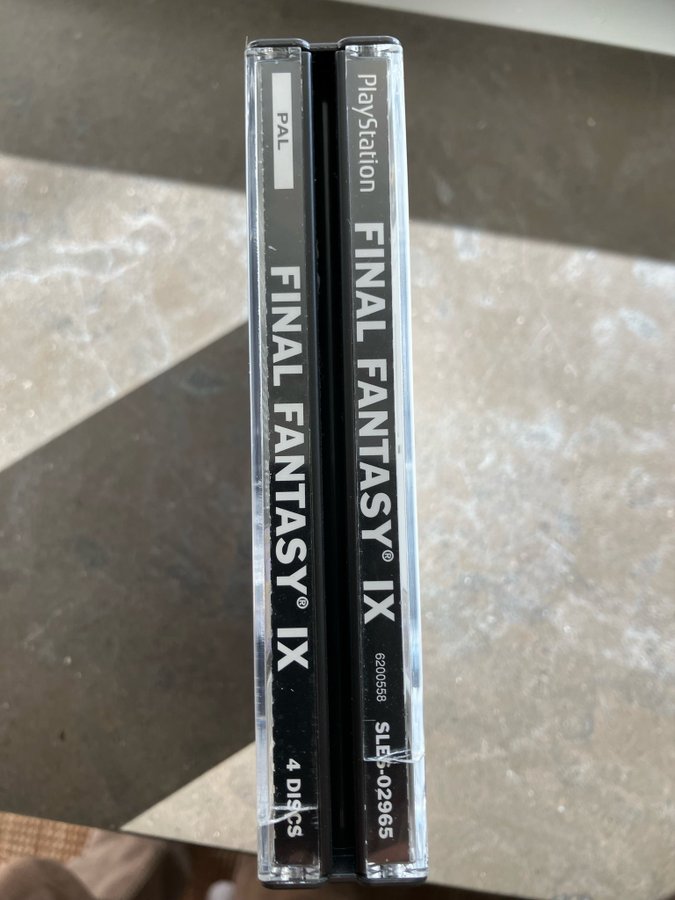 PAL
FINAL FANTASY® IX
4 DISCS
PlayStation
FINAL FANTASY® IX
6200558
SLES-02965